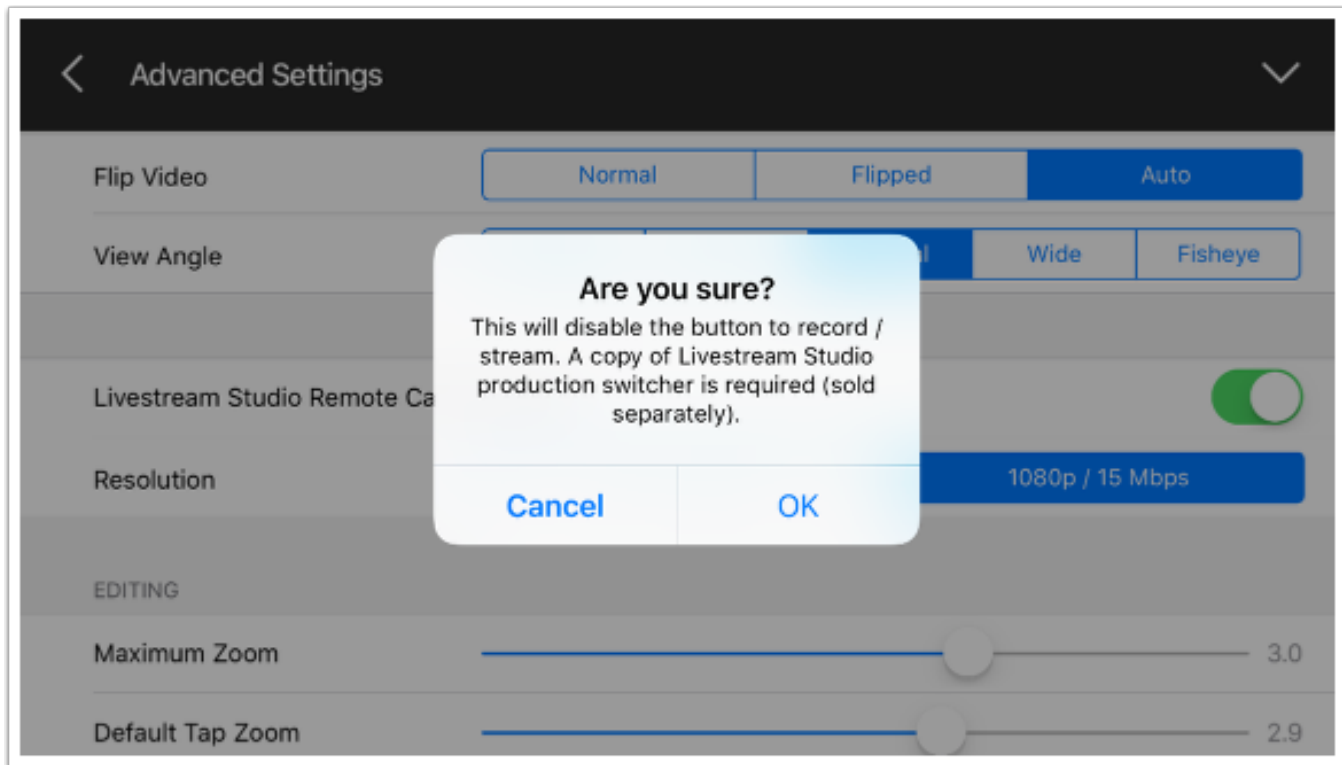 Advanced Settings
Flip Video
Normal
Flipped
Auto
View Angle
Wide
Fisheye
Are you sure?
This will disable the button to record /
stream. A copy of Livestream Studio
production switcher is required (sold
separately).
Cancel
OK
Livestream Studio Remote Ca
Resolution
1080p / 15 Mbps
EDITING
Maximum Zoom
3.0
Default Tap Zoom
2.9